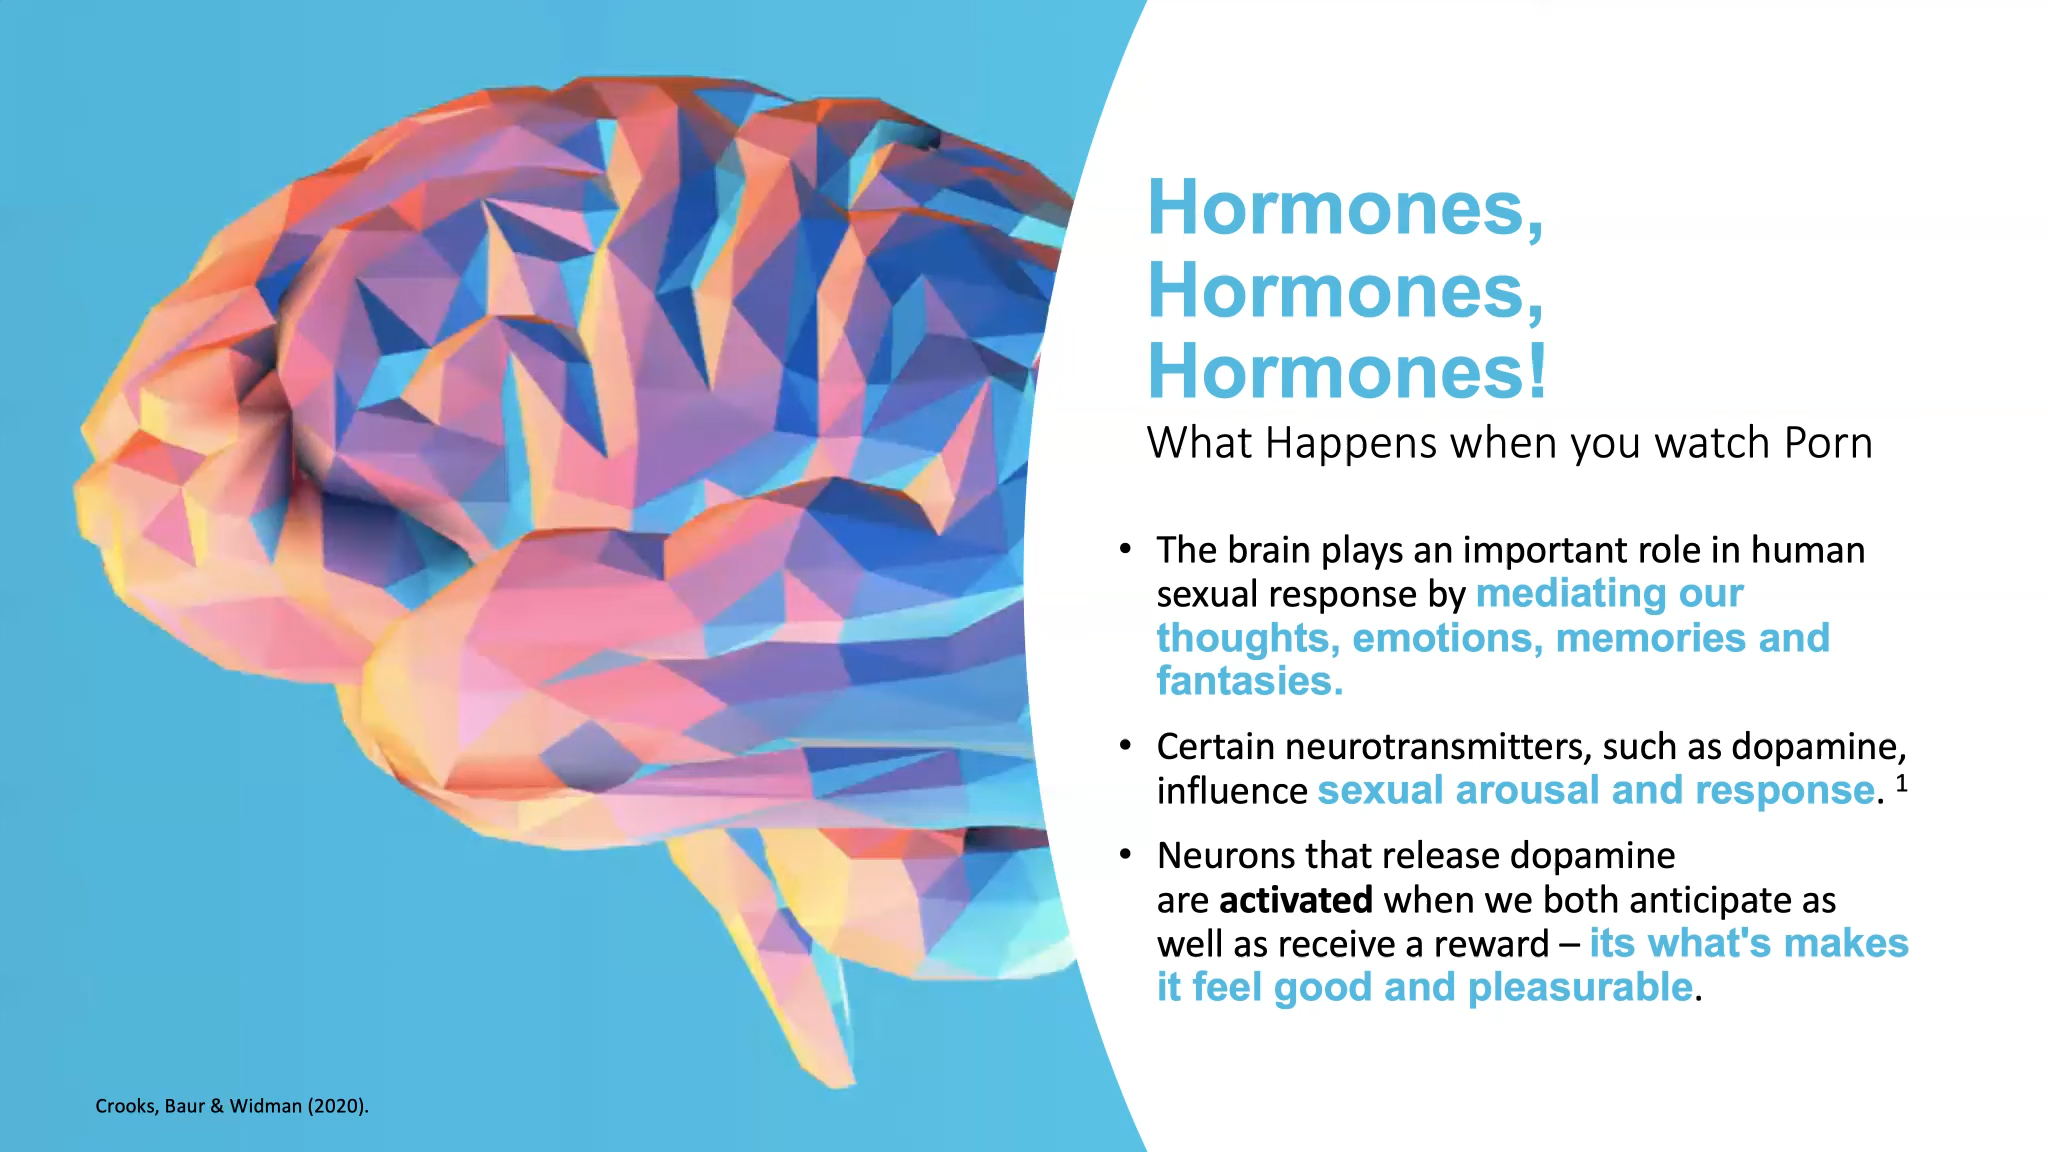 Hormones,
Hormones,
Hormones!
What Happens when you watch Porn
• The brain plays an important role in human
sexual response by mediating our
thoughts, emotions, memories and
fantasies.
• Certain neurotransmitters, such as dopamine,
influence sexual arousal and response. 1
• Neurons that release dopamine
are activated when we both anticipate as
well as receive a reward – its what's makes
it feel good and pleasurable.
Crooks, Baur & Widman (2020).